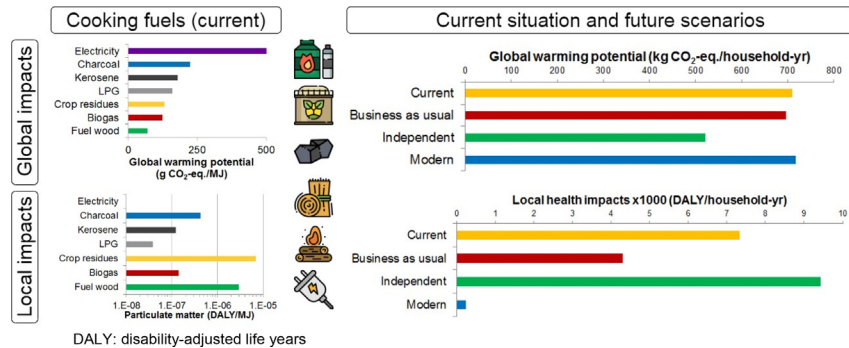 Cooking fuels (current)
Global impacts
Electricity
Charcoal
Kerosene
LPG
Crop residues
Biogas
Fuel wood
0 250 500
Global warming potential
(g CO₂-eq./MJ)
Local impacts
Electricity
Charcoal
Kerosene
LPG
Crop residues
Biogas
Fuel wood
1.E-08 1.E-07 1.E-06 1.E-05
Particulate matter (DALY/MJ)
DALY: disability-adjusted life years
Current situation and future scenarios
Global warming potential (kg CO₂-eq./household-yr)
0 100 200 300 400 500 600 700 800
Current
Business as usual
Independent
Modern
Local health impacts x1000 (DALY/household-yr)
0 1 2 3 4 5 6 7 8 9 10
Current
Business as usual
Independent
Modern